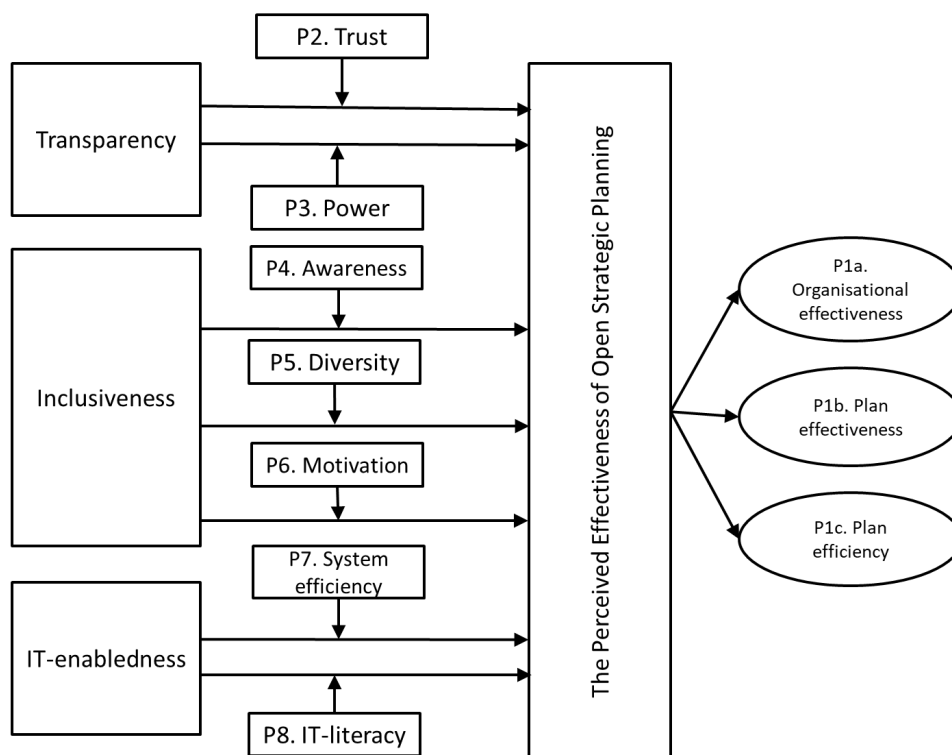 P2. Trust
Transparency
P3. Power
P4. Awareness
P5. Diversity
Inclusiveness
P6. Motivation
P7. System
efficiency
IT-enabledness
P8. IT-literacy
The Perceived Effectiveness of Open Strategic Planning
P1a.
Organisational
effectiveness
P1b. Plan
effectiveness
P1c. Plan
efficiency